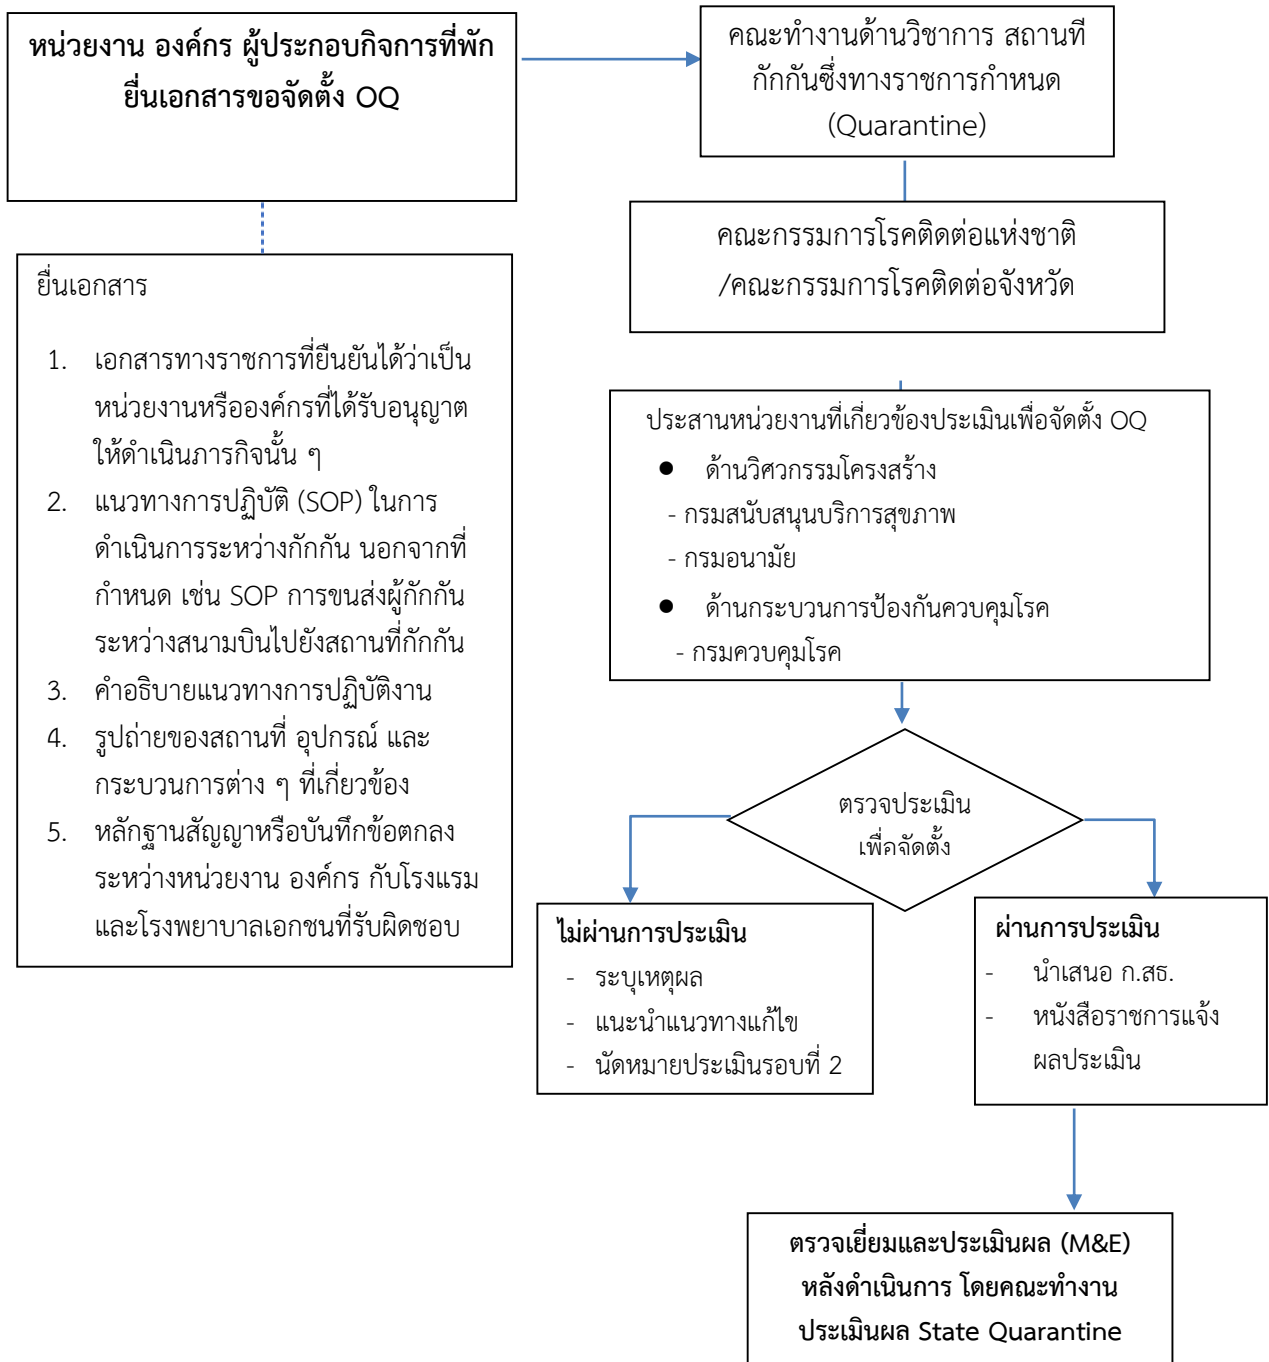 หน่วยงาน องค์กร ผู้ประกอบกิจการที่พัก
ยื่นเอกสารขอจัดตั้ง OQ
คณะทำงานด้านวิชาการ สถานที่
กักกันซึ่งทางราชการกำหนด
(Quarantine)
คณะกรรมการโรคติดต่อแห่งชาติ
/คณะกรรมการโรคติดต่อจังหวัด
ยื่นเอกสาร
1. เอกสารทางราชการที่ยืนยันได้ว่าเป็น
หน่วยงานหรือองค์กรที่ได้รับอนุญาต
ให้ดำเนินภารกิจนั้น ๆ
2. แนวทางการปฏิบัติ (SOP) ในการ
ดำเนินการระหว่างกักกัน นอกจากที่
กำหนด เช่น SOP การขนส่งผู้กักกัน
ระหว่างสนามบินไปยังสถานที่กักกัน
3. คำอธิบายแนวทางการปฏิบัติงาน
4. รูปถ่ายของสถานที่ อุปกรณ์ และ
กระบวนการต่าง ๆ ที่เกี่ยวข้อง
5. หลักฐานสัญญาหรือบันทึกข้อตกลง
ระหว่างหน่วยงาน องค์กร กับโรงแรม
และโรงพยาบาลเอกชนที่รับผิดชอบ
ประสานหน่วยงานที่เกี่ยวข้องประเมินเพื่อจัดตั้ง OQ
● ด้านวิศวกรรมโครงสร้าง
- กรมสนับสนุนบริการสุขภาพ
- กรมอนามัย
● ด้านกระบวนการป้องกันควบคุมโรค
- กรมควบคุมโรค
ตรวจประเมิน
เพื่อจัดตั้ง
ไม่ผ่านการประเมิน
- ระบุเหตุผล
- แนะนำแนวทางแก้ไข
- นัดหมายประเมินรอบที่ 2
ผ่านการประเมิน
- นำเสนอ ก.สธ.
- หนังสือราชการแจ้ง
ผลประเมิน
ตรวจเยี่ยมและประเมินผล (M&E)
หลังดำเนินการ โดยคณะทำงาน
ประเมินผล State Quarantine